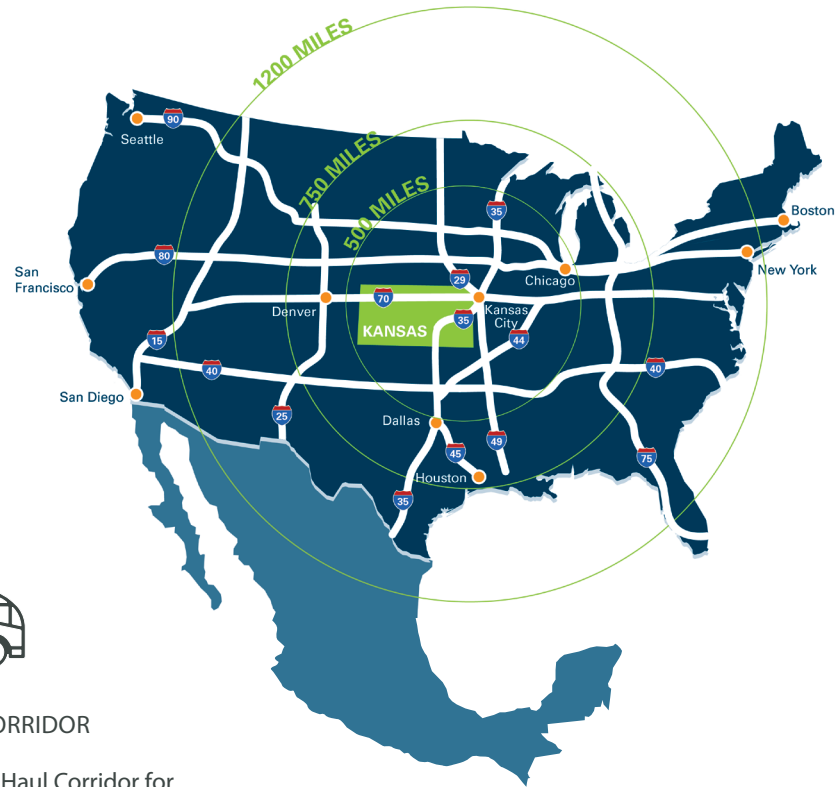 1200 MILES
750 MILES
500 MILES
90
Seattle
35
Boston
80
New York
San
Francisco
29
Chicago
70
Denver
Kansas
City
35
KANSAS
44
15
40
40
San Diego
25
Dallas
49
45
75
Houston
35
ORRIDOR
Haul Corridor for